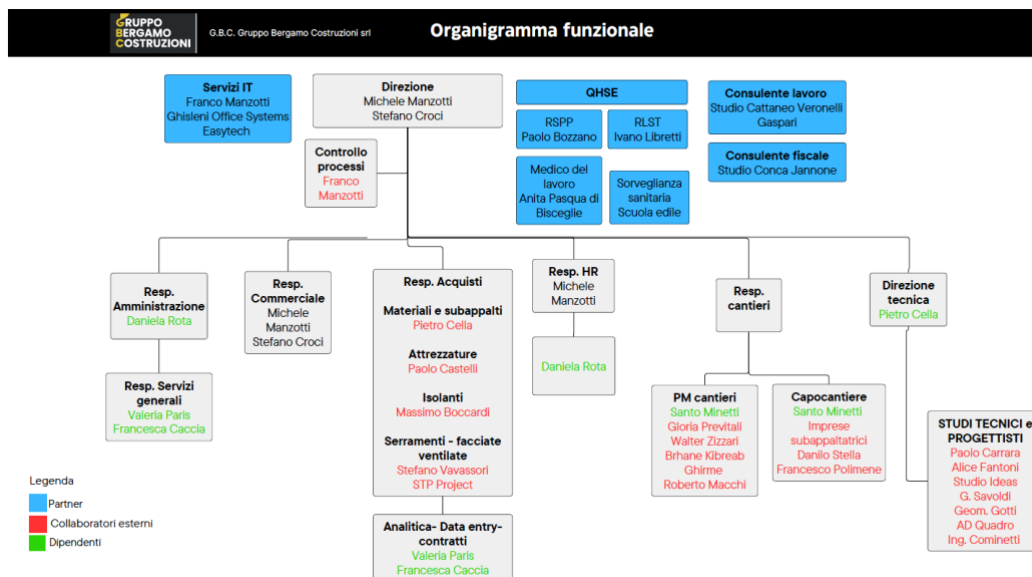 GRUPPO
BERGAMO
COSTRUZIONI
G.B.C. Gruppo Bergamo Costruzioni srl
Organigramma funzionale
Servizi IT
Franco Manzotti
Ghisleni Office Systems
Easytech
Direzione
Michele Manzotti
Stefano Croci
QHSE
RSPP
Paolo Bozzano
RLST
Ivano Libretti
Medico del
lavoro
Anita Pasqua di
Bisceglie
Sorveglianza
sanitaria
Scuola edile
Consulente lavoro
Studio Cattaneo Veronelli
Gaspari
Consulente fiscale
Studio Conca Jannone
Controllo
processi
Franco
Manzotti
Resp.
Amministrazione
Daniela Rota
Resp.
Commerciale
Michele
Manzotti
Stefano Croci
Resp. Acquisti
Materiali e subappalti
Pietro Cella
Attrezzature
Paolo Castelli
Isolanti
Massimo Boccardi
Serramenti - facciate
ventilate
Stefano Vavassori
STP Project
Resp. HR
Michele
Manzotti
Resp.
cantieri
Direzione
tecnica
Pietro Cella
Resp. Servizi
generali
Valeria Paris
Francesca Caccia
Daniela Rota
PM cantieri
Santo Minetti
Gloria Previtali
Walter Zizzari
Brhane Kibreab
Ghirme
Roberto Macchi
Capocantiere
Santo Minetti
Imprese
subappaltatrici
Danilo Stella
Francesco Polimene
STUDI TECNICI e
PROGETTISTI
Paolo Carrara
Alice Fantoni
Studio Ideas
G. Savoldi
Geom. Gotti
AD Quadro
Ing. Cominetti
Analitica- Data entry-
contratti
Valeria Paris
Francesca Caccia
Legenda
Partner
Collaboratori esterni
Dipendenti